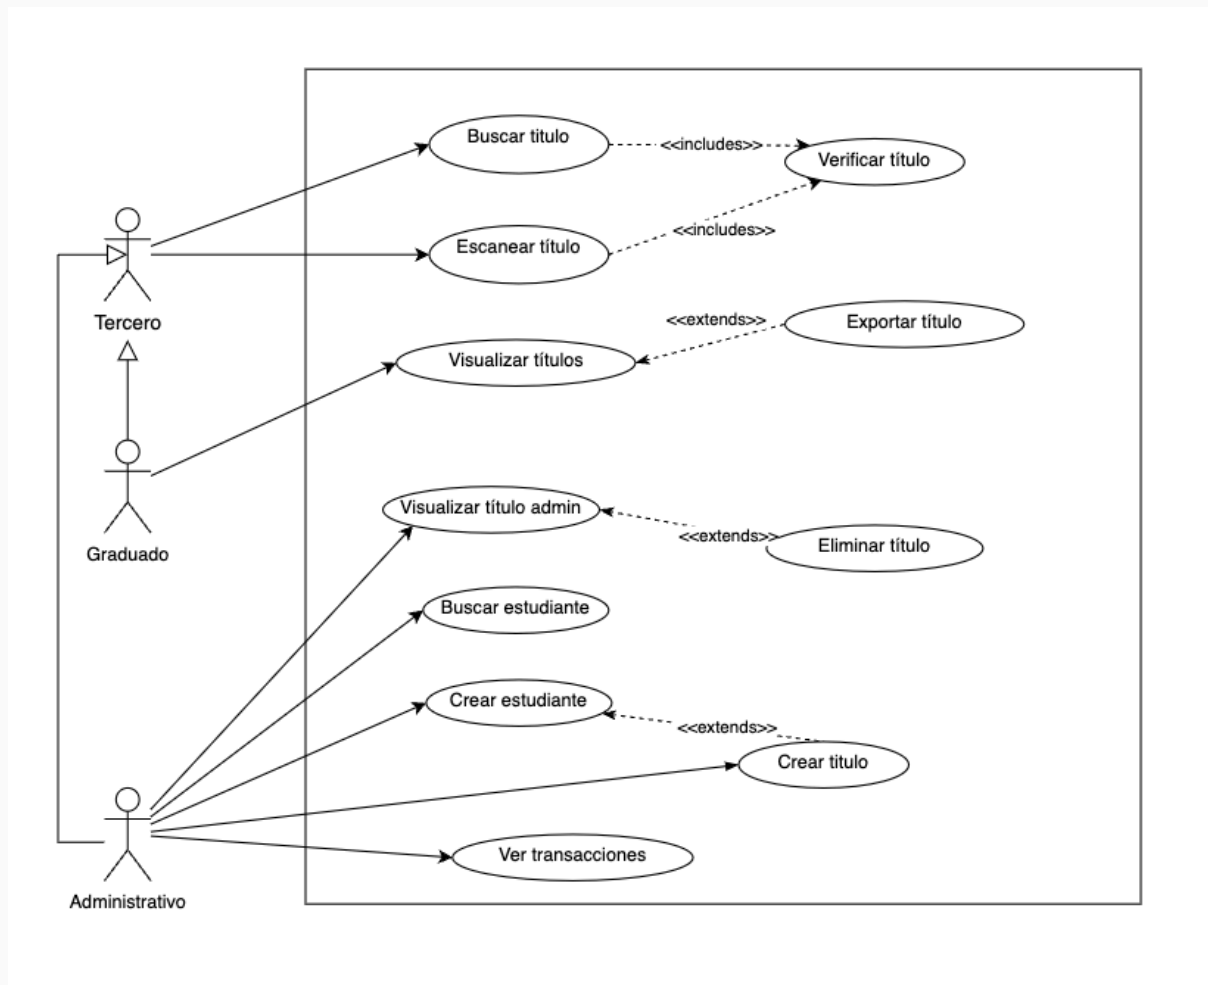 Buscar titulo
<<includes>>
Verificar título
<<includes>>
Escanear título
Tercero
<<extends>>
Exportar título
Visualizar títulos
Graduado
Visualizar título admin
<<extends>>
Eliminar título
Buscar estudiante
Crear estudiante
<<extends>>
Crear titulo
Ver transacciones
Administrativo